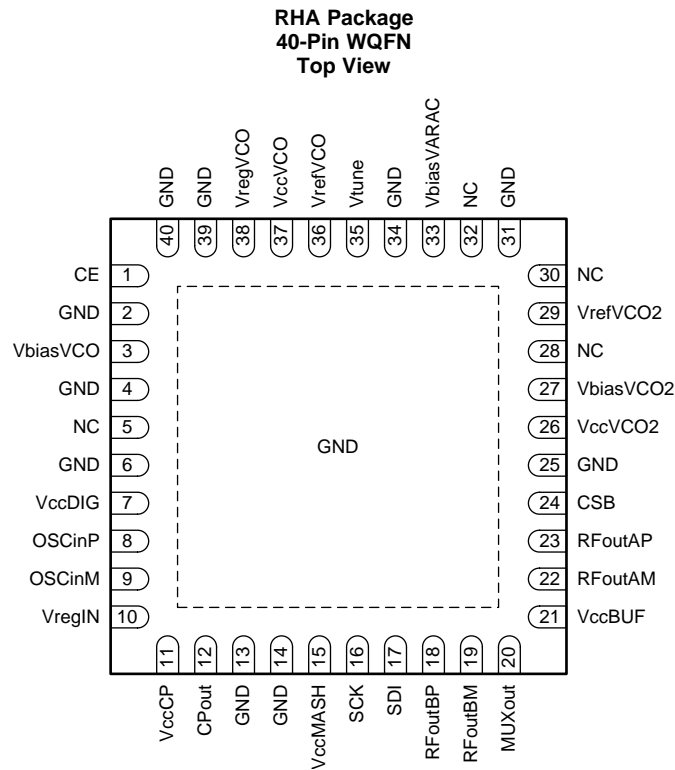 RHA Package
40-Pin WQFN
Top View
GND
GND
VregVCO
VccVCO
VrefVCO
Vtune
GND
VbiasVARAC
NC
GND
40
39
38
37
36
35
34
33
32
31
CE 1
GND 2
VbiasVCO 3
GND 4
NC 5
GND 6
VccDIG 7
OSCinP 8
OSCinM 9
VregIN 10
GND
30 NC
29 VrefVCO2
28 NC
27 VbiasVCO2
26 VccVCO2
25 GND
24 CSB
23 RFoutAP
22 RFoutAM
21 VccBUF
11
12
13
14
15
16
17
18
19
20
VccCP
CPout
GND
GND
VccMASH
SCK
SDI
RFoutBP
RFoutBM
MUXout